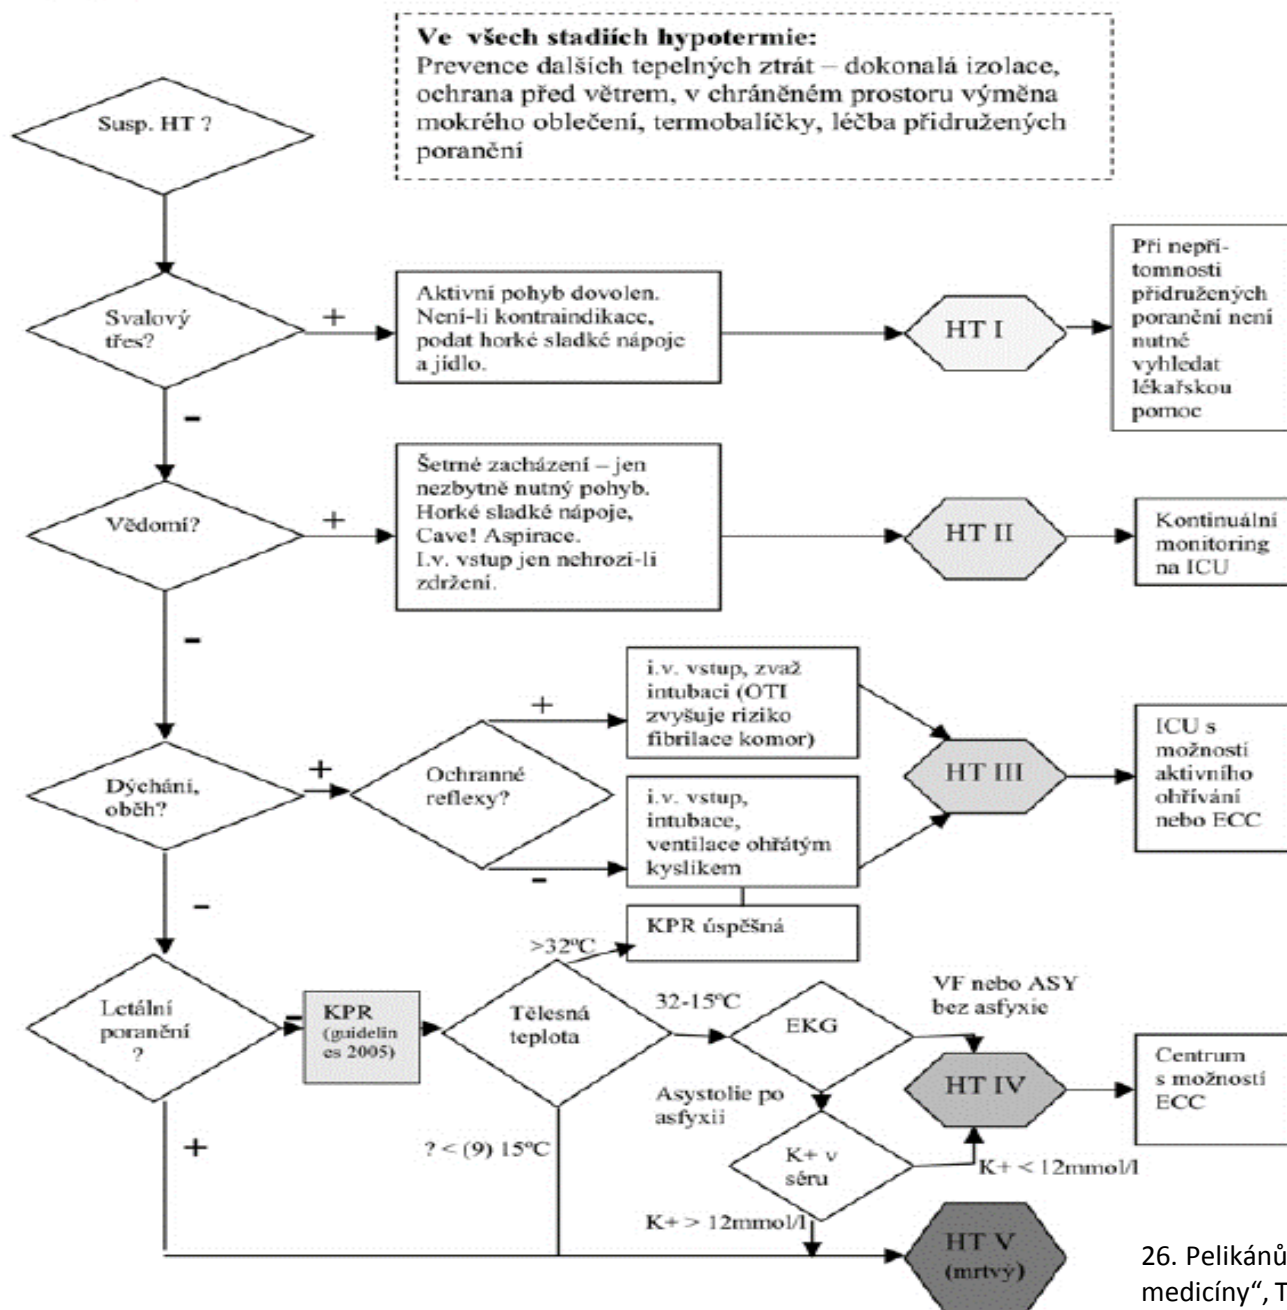 Ve všech stadiích hypotermie:
Prevence dalších tepelných ztrát – dokonalá izolace,
ochrana před větrem, v chráněném prostoru výměna
mokrého oblečení, termobalíčky, léčba přidružených
poranění
Susp. HT ?
Svalový
třes?
+
Aktivní pohyb dovolen.
Není-li kontraindikace,
podat horké sladké nápoje
a jídlo.
HT I
Při nepří-
tomnosti
přidružených
poranění není
nutné
vyhledat
lékařskou
pomoc
-
Vědomí?
+
Šetrné zacházení – jen
nezbytně nutný pohyb.
Horké sladké nápoje,
Cave! Aspirace.
I.v. vstup jen nehrozi-li
zdržení.
HT II
Kontinuální
monitoring
na ICU
-
Dýchání,
oběh?
+
Ochranné
reflexy?
+
i.v. vstup, zvaž
intubaci (OTI
zvyšuje riziko
fibrilace komor)
-
i.v. vstup,
intubace,
ventilace ohřátým
kyslíkem
HT III
ICU s
možností
aktivního
ohřívání
nebo ECC
-
Letální
poranění
?
-
KPR
(guidelin
es 2005)
Tělesná
teplota
>32ºC
KPR úspěšná
32-15ºC
EKG
VF nebo ASY
bez asfyxie
HT IV
Centrum
s možností
ECC
+
? < (9) 15ºC
Asystolie po
asfyxii
K+ v
séru
K+ < 12mmol/l
K+ > 12mmol/l
HT V
(mrtvý)
26. Pelikánů
medicíny“, T